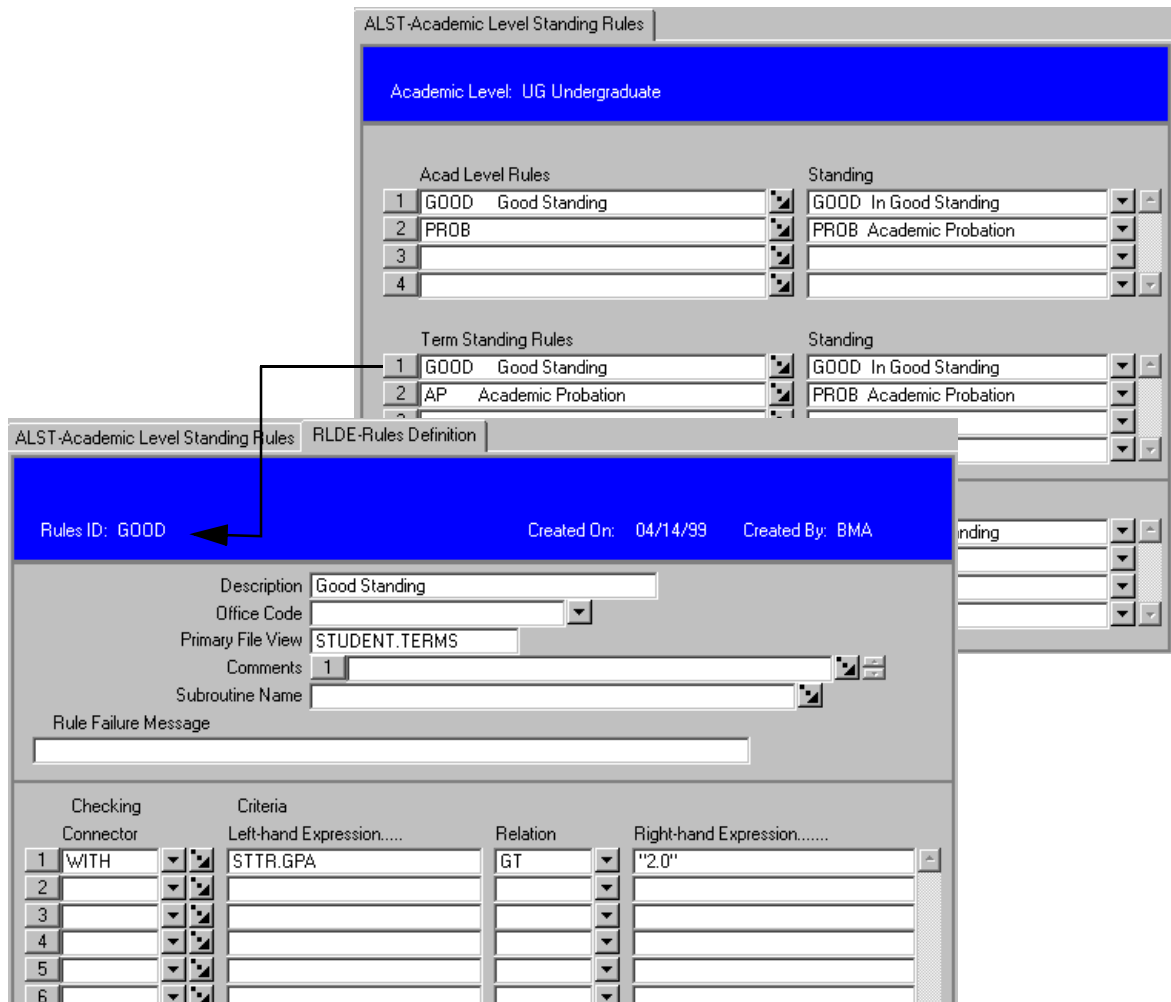 ALST-Academic Level Standing Rules
Academic Level: UG Undergraduate
Acad Level Rules Standing
1 GOOD Good Standing GOOD In Good Standing
2 PROB PROB Academic Probation
3
4
Term Standing Rules Standing
1 GOOD Good Standing GOOD In Good Standing
2 AP Academic Probation PROB Academic Probation
ALST-Academic Level Standing Rules RLDE-Rules Definition
Rules ID: GOOD Created On: 04/14/99 Created By: BMA
nding
Description Good Standing
Office Code
Primary File View STUDENT.TERMS
Comments 1
Subroutine Name
Rule Failure Message
Checking Criteria
Connector Left-hand Expression..... Relation Right-hand Expression.......
1 WITH STTR.GPA GT "2.0"
2
3
4
5
6